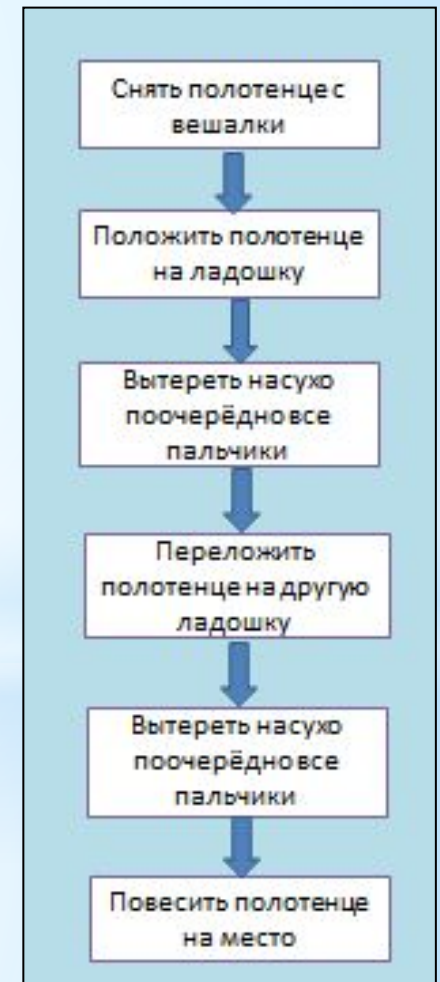 Снять полотенце с
вешалки
Положить полотенце
на ладошку
Вытереть насухо
поочерёдно все
пальчики
Переложить
полотенце на другую
ладошку
Вытереть насухо
поочерёдно все
пальчики
Повесить полотенце
на место